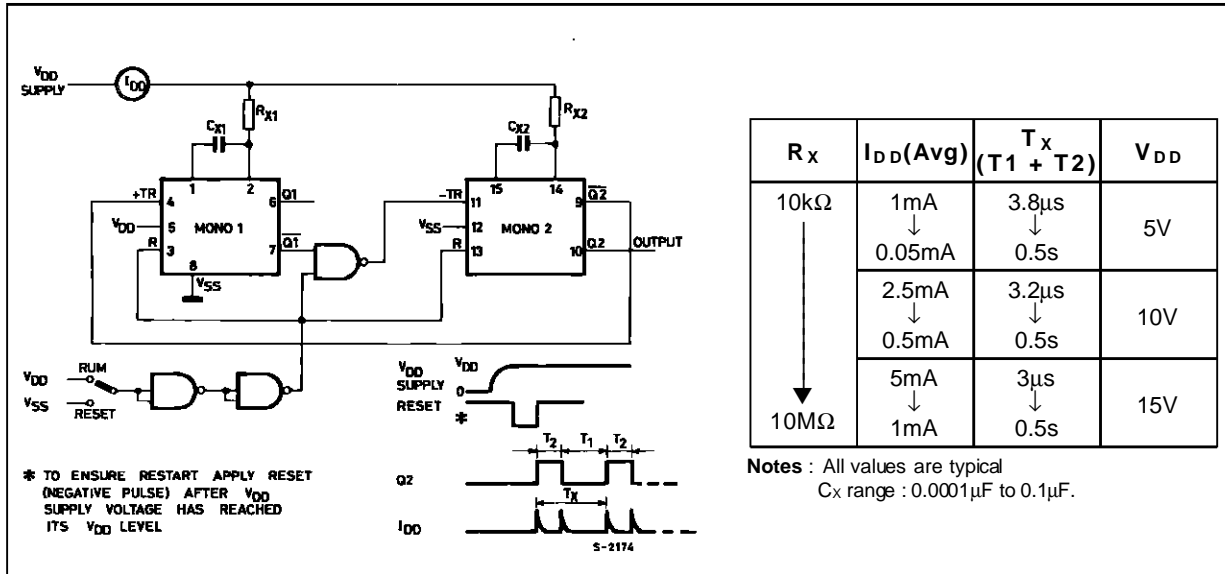 VDD
SUPPLY
IDD
RX1
RX2
CX1
CX2
1 2
15 14
+TR 4
6 Q1
VDD 5
MONO 1
R 3
7 Q1
8
VSS
-TR 11
9 Q2
VSS 12
MONO 2
R 13
10 Q2
OUTPUT
VDD
RUM
VSS
RESET
VDD
SUPPLY
VDD
0
RESET
*
T2 T1 T2
Q2
TX
IDD
S-2174
* TO ENSURE RESTART APPLY RESET
(NEGATIVE PULSE) AFTER VDD
SUPPLY VOLTAGE HAS REACHED
ITS VDD LEVEL
RX IDD(Avg) TX
(T1 + T2) VDD
10kΩ 1mA 3.8µs
↓ ↓ 5V
0.05mA 0.5s
2.5mA 3.2µs
↓ ↓ 10V
0.5mA 0.5s
5mA 3µs
↓ ↓ 15V
10MΩ 1mA 0.5s
Notes : All values are typical
CX range : 0.0001µF to 0.1µF.